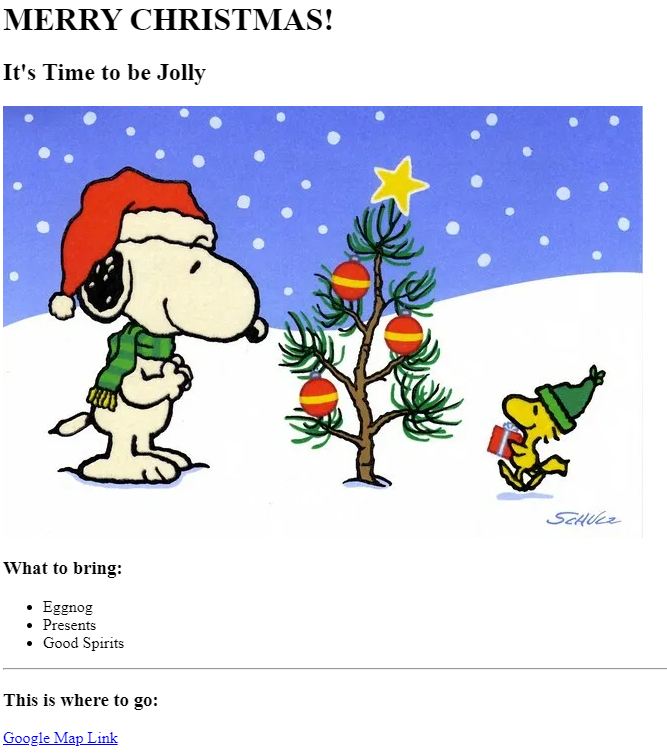 MERRY CHRISTMAS!
It's Time to be Jolly
SCHULZ
What to bring:
Eggnog
Presents
Good Spirits
This is where to go:
Google Map Link